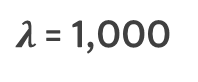 λ = 1,000